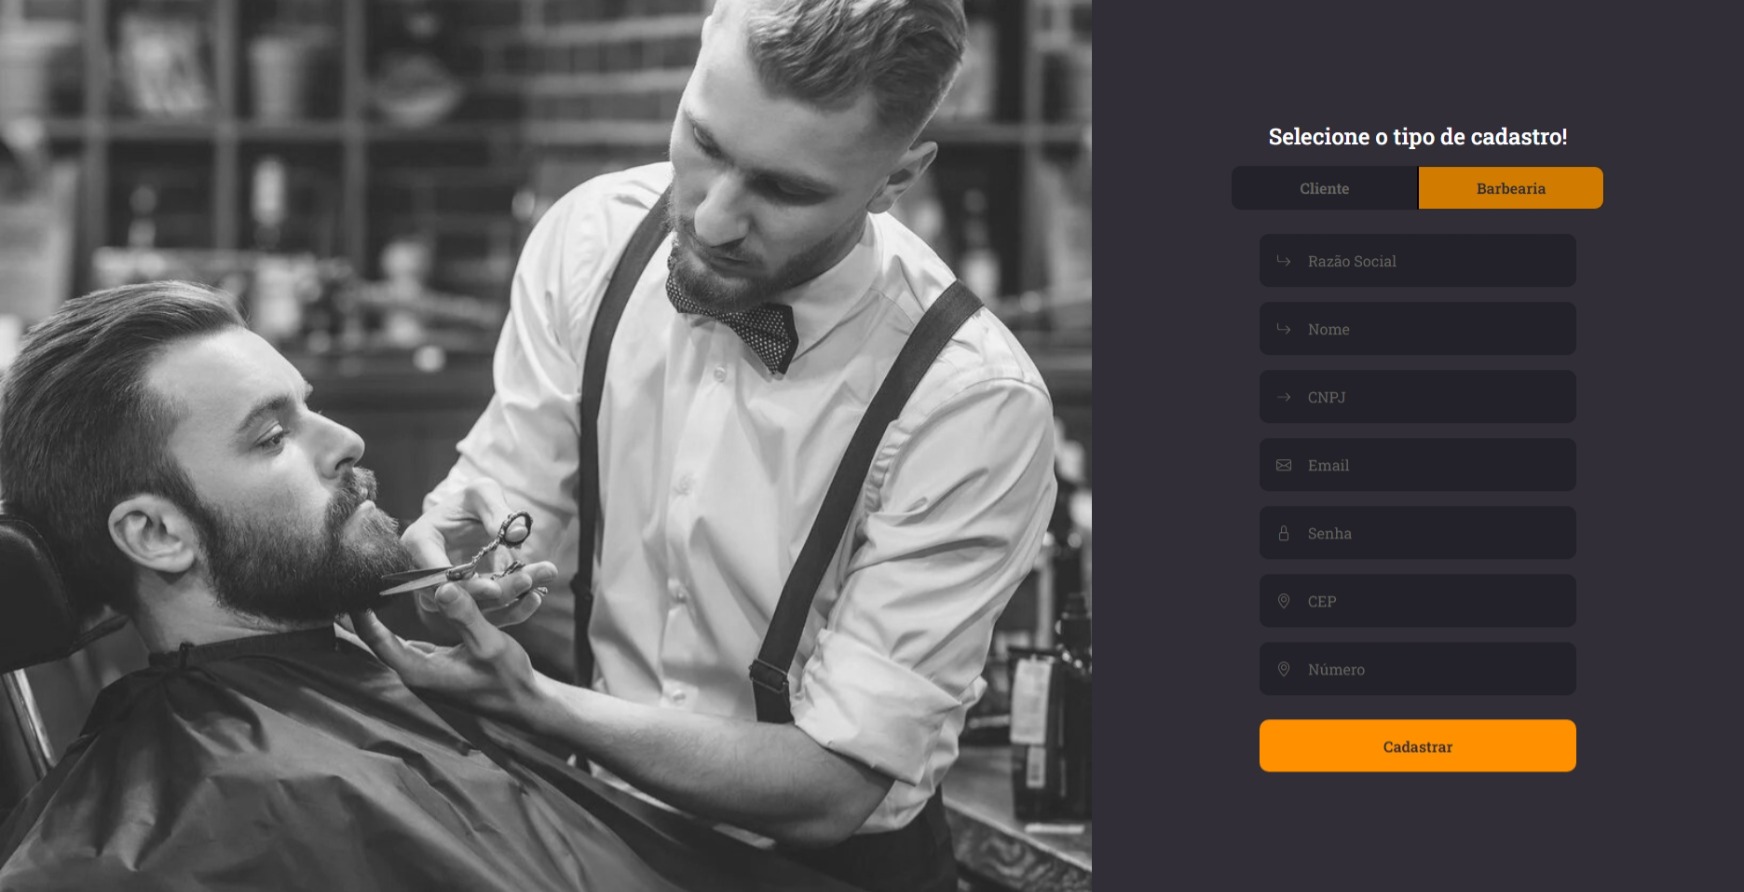 Selecione o tipo de cadastro!
Cliente
Barbearia
Razão Social
Nome
CNPJ
Email
Senha
CEP
Número
Cadastrar